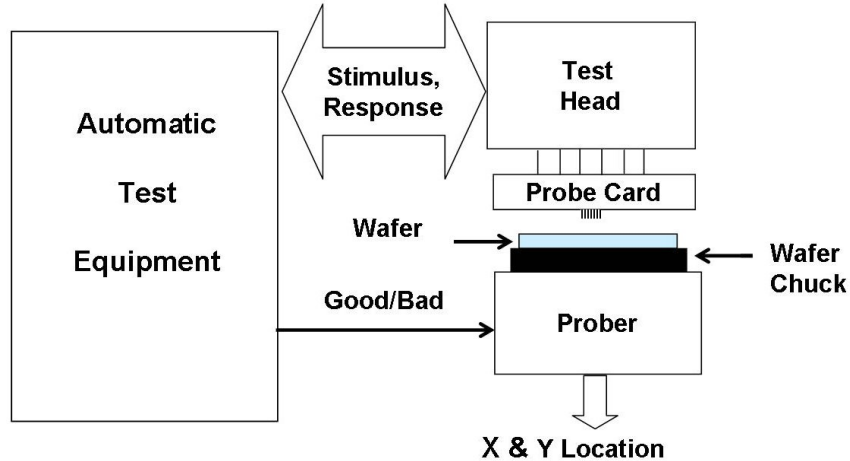 Automatic
Test
Equipment
Stimulus,
Response
Test
Head
Probe Card
Wafer
Wafer
Chuck
Good/Bad
Prober
X & Y Location